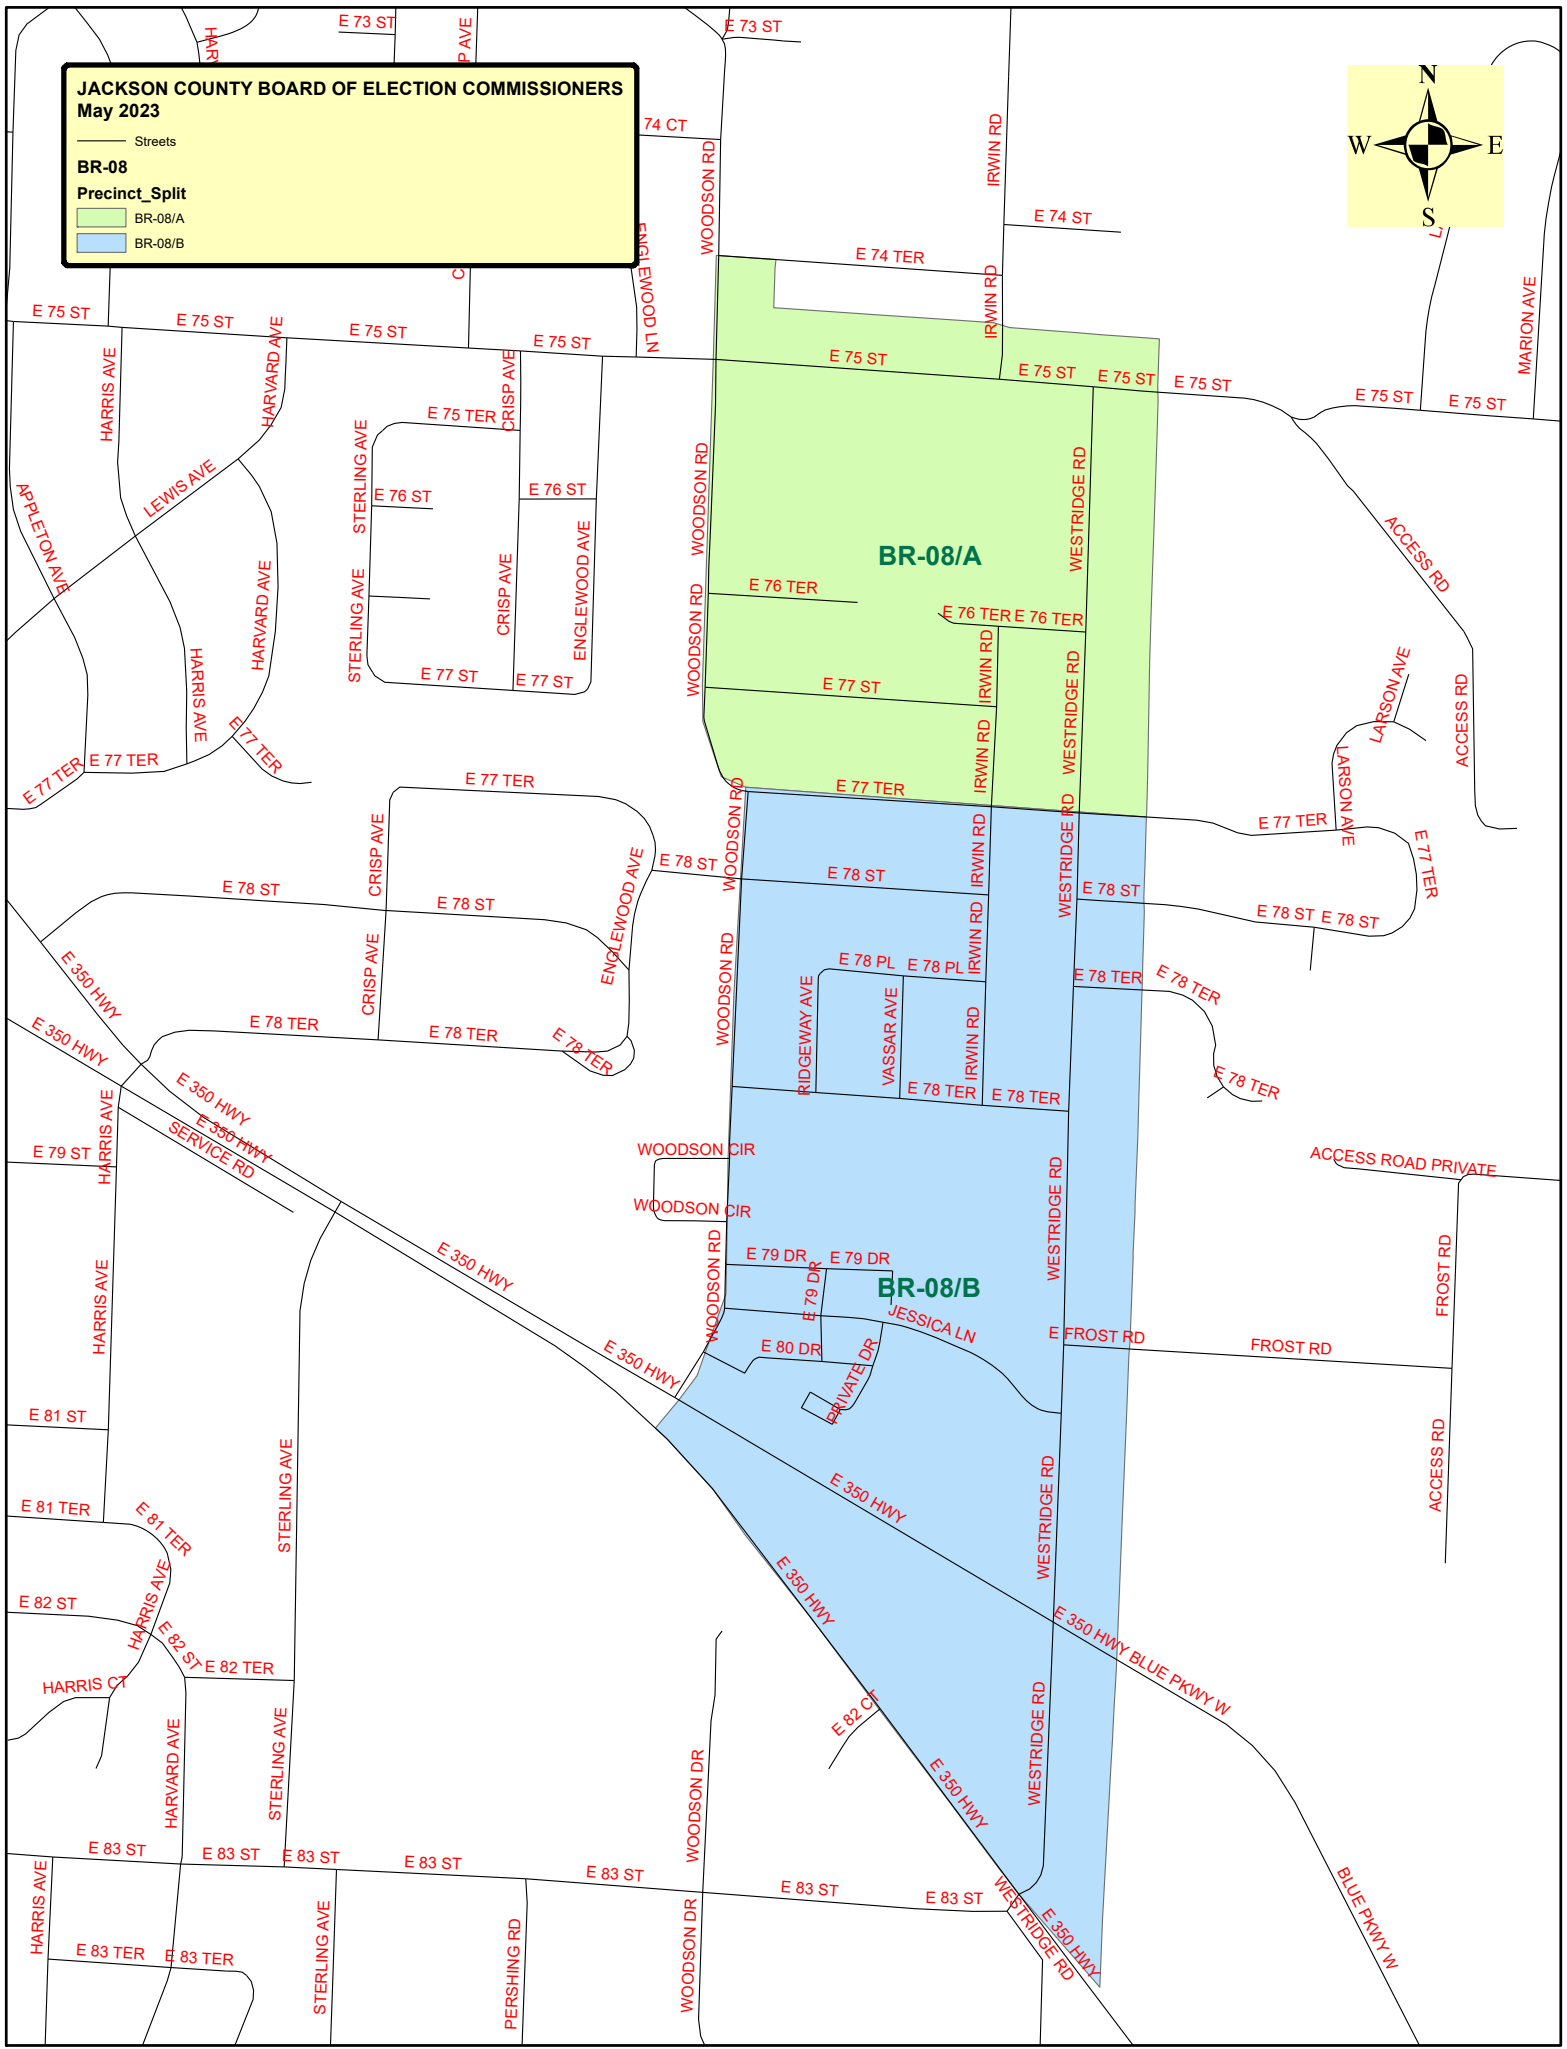 E 73 ST
E 73 ST
JACKSON COUNTY BOARD OF ELECTION COMMISSIONERS
May 2023
Streets
BR-08
Precinct_Split
BR-08/A
BR-08/B
N
W
E
S
P AVE
74 CT
WOODSON RD
IRWIN RD
E 74 ST
E 74 TER
ENGLEWOOD LN
IRWIN RD
MARION AVE
E 75 ST
E 75 ST
E 75 ST
E 75 ST
E 75 ST
E 75 ST
E 75 ST
E 75 ST
E 75 ST
E 75 ST
HARRIS AVE
HARVARD AVE
CRISP AVE
E 75 TER
STERLING AVE
WOODSON RD
WESTRIDGE RD
LEWIS AVE
APPLETON AVE
E 76 ST
E 76 ST
ACCESS RD
BR-08/A
HARVARD AVE
STERLING AVE
CRISP AVE
ENGLEWOOD AVE
WOODSON RD
E 76 TER
E 76 TER
E 76 TER
HARRIS AVE
E 77 ST
E 77 ST
E 77 ST
IRWIN RD
WESTRIDGE RD
LARSON AVE
ACCESS RD
E 77 TER
E 77 TER
E 77 TER
E 77 TER
E 77 TER
IRWIN RD
LARSON AVE
E 77 TER
E 77 TER
CRISP AVE
WOODSON RD
IRWIN RD
WESTRIDGE RD
ENGLEWOOD AVE
E 78 ST
E 78 ST
E 78 ST
E 78 ST
E 78 ST
E 78 ST
E 78 ST
E 350 HWY
CRISP AVE
WOODSON RD
IRWIN RD
E 78 PL
E 78 PL
E 78 TER
E 78 TER
E 350 HWY
E 78 TER
E 78 TER
E 78 TER
RIDGEWAY AVE
VASSAR AVE
IRWIN RD
E 78 TER
E 78 TER
E 78 TER
E 350 HWY
E 350 HWY
SERVICE RD
HARRIS AVE
E 79 ST
WOODSON CIR
WOODSON CIR
WESTRIDGE RD
ACCESS ROAD PRIVATE
E 350 HWY
HARRIS AVE
WOODSON RD
E 79 DR
E 79 DR
E 79 DR
BR-08/B
JESSICA LN
FROST RD
E FROST RD
FROST RD
E 350 HWY
E 80 DR
PRIVATE DR
E 81 ST
STERLING AVE
E 350 HWY
WESTRIDGE RD
ACCESS RD
E 81 TER
E 81 TER
HARRIS AVE
E 82 ST
E 82 ST
E 350 HWY
E 350 HWY BLUE PKWY W
E 82 TER
HARRIS CT
E 82 CT
HARVARD AVE
STERLING AVE
WOODSON DR
E 350 HWY
WESTRIDGE RD
E 83 ST
E 83 ST
E 83 ST
E 83 ST
E 83 ST
E 83 ST
E 83 ST
BLUE PKWY W
HARRIS AVE
E 83 TER
E 83 TER
STERLING AVE
PERSHING RD
WOODSON DR
WESTRIDGE RD
E 350 HWY